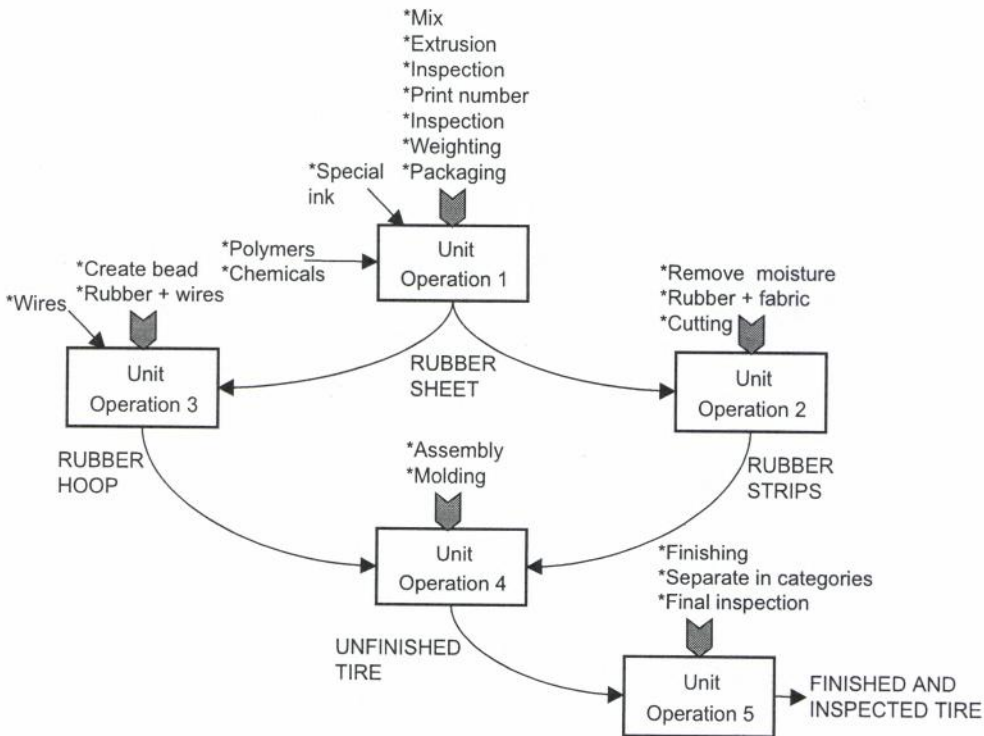 *Mix
*Extrusion
*Inspection
*Print number
*Inspection
*Weighting
*Packaging
*Special
ink
*Polymers
*Chemicals
Unit
Operation 1
*Create bead
*Rubber + wires
*Wires
Unit
Operation 3
RUBBER
SHEET
*Remove moisture
*Rubber + fabric
*Cutting
Unit
Operation 2
RUBBER
HOOP
*Assembly
*Molding
RUBBER
STRIPS
Unit
Operation 4
*Finishing
*Separate in categories
*Final inspection
UNFINISHED
TIRE
Unit
Operation 5
FINISHED AND
INSPECTED TIRE